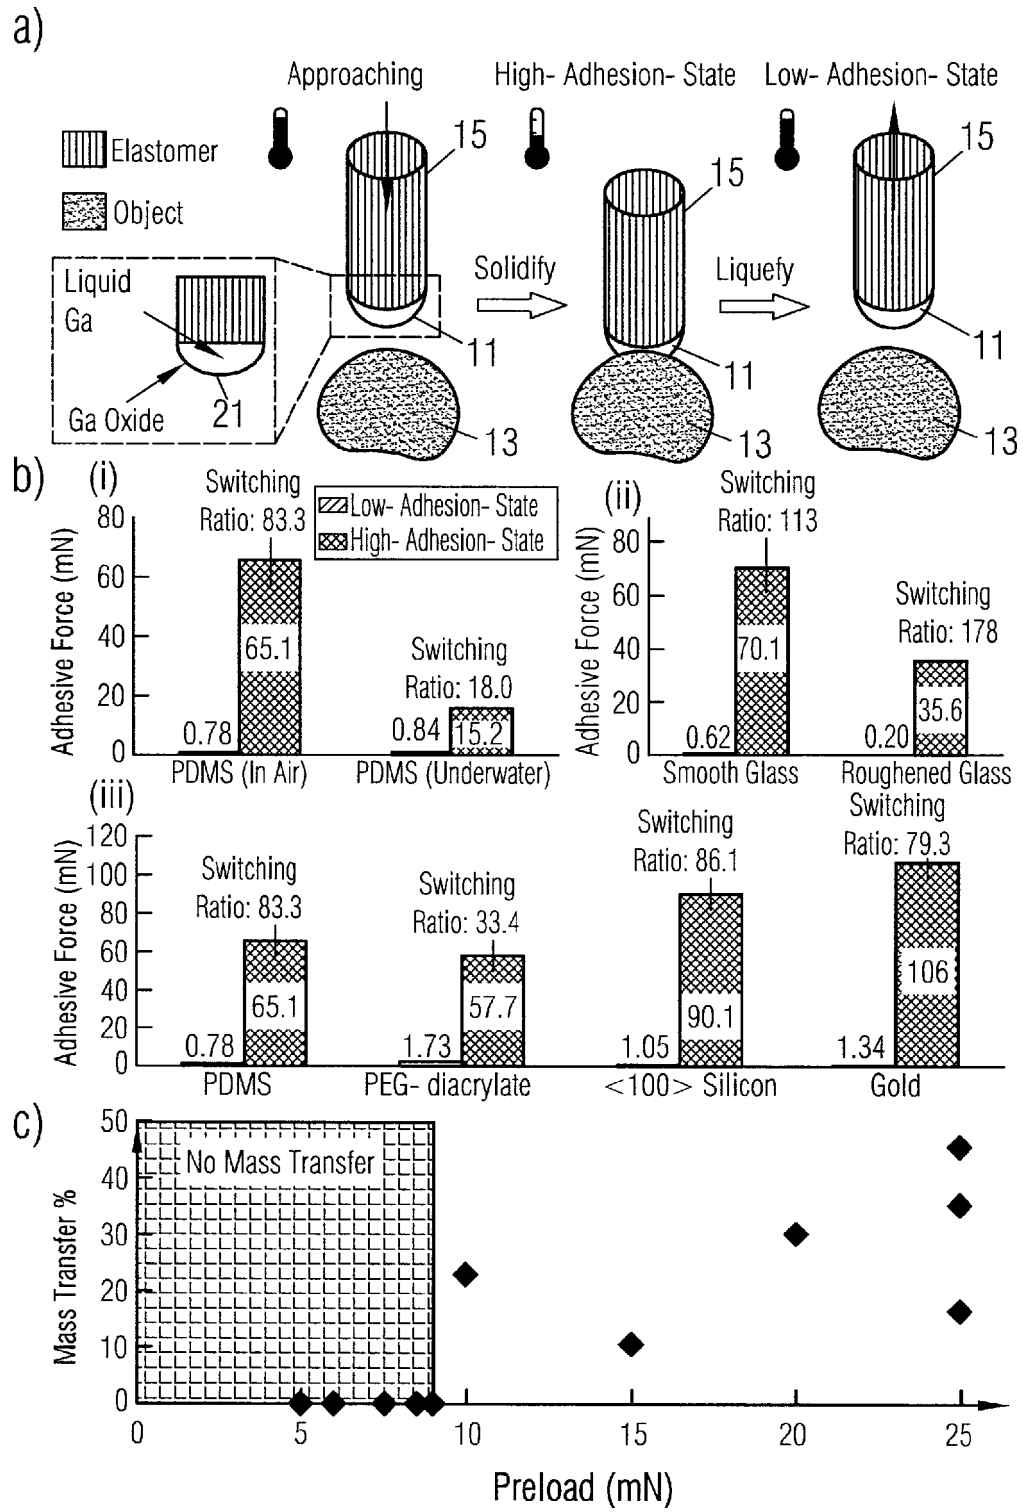 a)
Approaching
High- Adhesion- State
Low- Adhesion- State
Elastomer
Object
15
15
15
Liquid
Ga
Ga Oxide
21
Solidify
Liquefy
11
11
11
13
13
13
b)
(i)
Switching
Ratio: 83.3
Low- Adhesion- State
High- Adhesion- State
Adhesive Force (mN)
80
60
40
20
0
0.78
65.1
Switching
Ratio: 18.0
0.84
15.2
PDMS (In Air)
PDMS (Underwater)
(ii)
Switching
Ratio: 113
Adhesive Force (mN)
80
60
40
20
0
0.62
70.1
Switching
Ratio: 178
0.20
35.6
Smooth Glass
Roughened Glass
(iii)
Adhesive Force (mN)
120
100
80
60
40
20
0
Switching
Ratio: 83.3
0.78
65.1
Switching
Ratio: 33.4
1.73
57.7
Switching
Ratio: 86.1
1.05
90.1
Switching
Ratio: 79.3
1.34
106
PDMS
PEG- diacrylate
<100> Silicon
Gold
c)
Mass Transfer %
50
40
30
20
10
0
No Mass Transfer
0
5
10
15
20
25
Preload (mN)